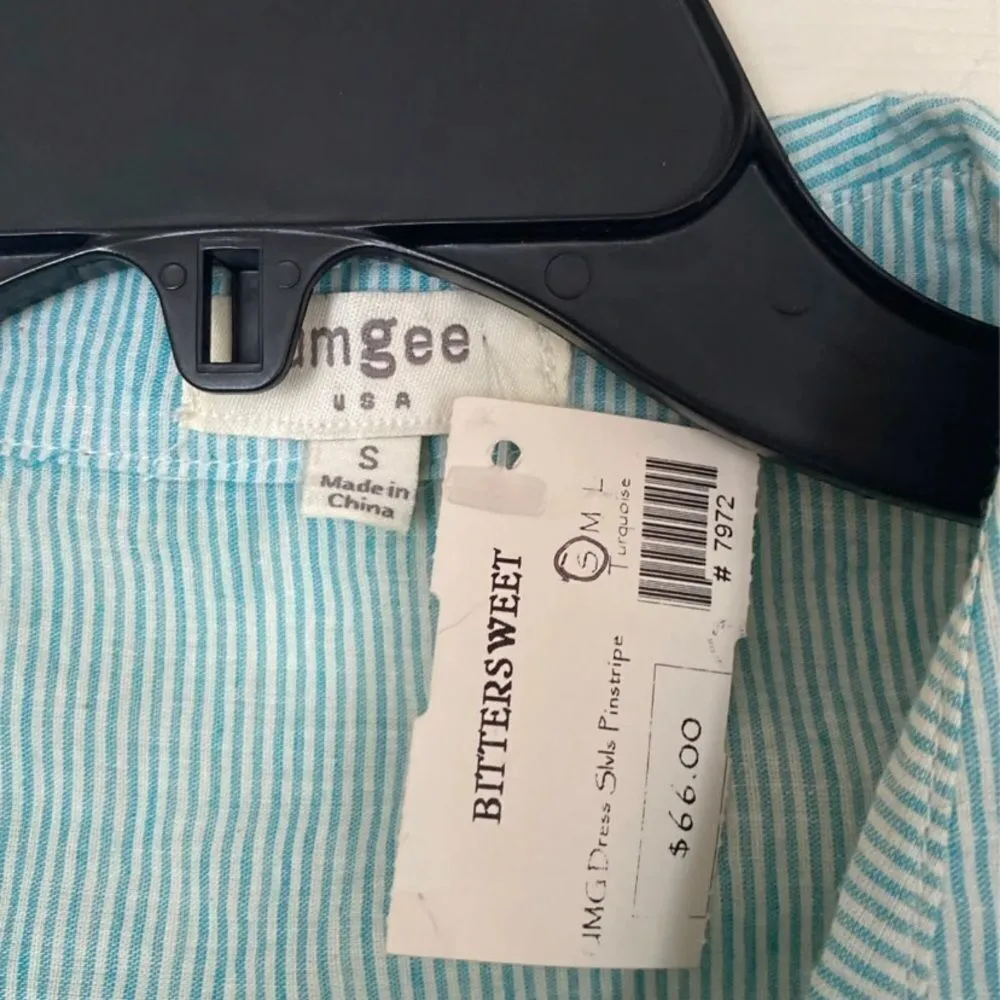 umgee
USA
S
Made in
China
BITTERSWEET
S M L
Turquoise
# 7972
UMG Dress Slvls Pinstripe
$66.00